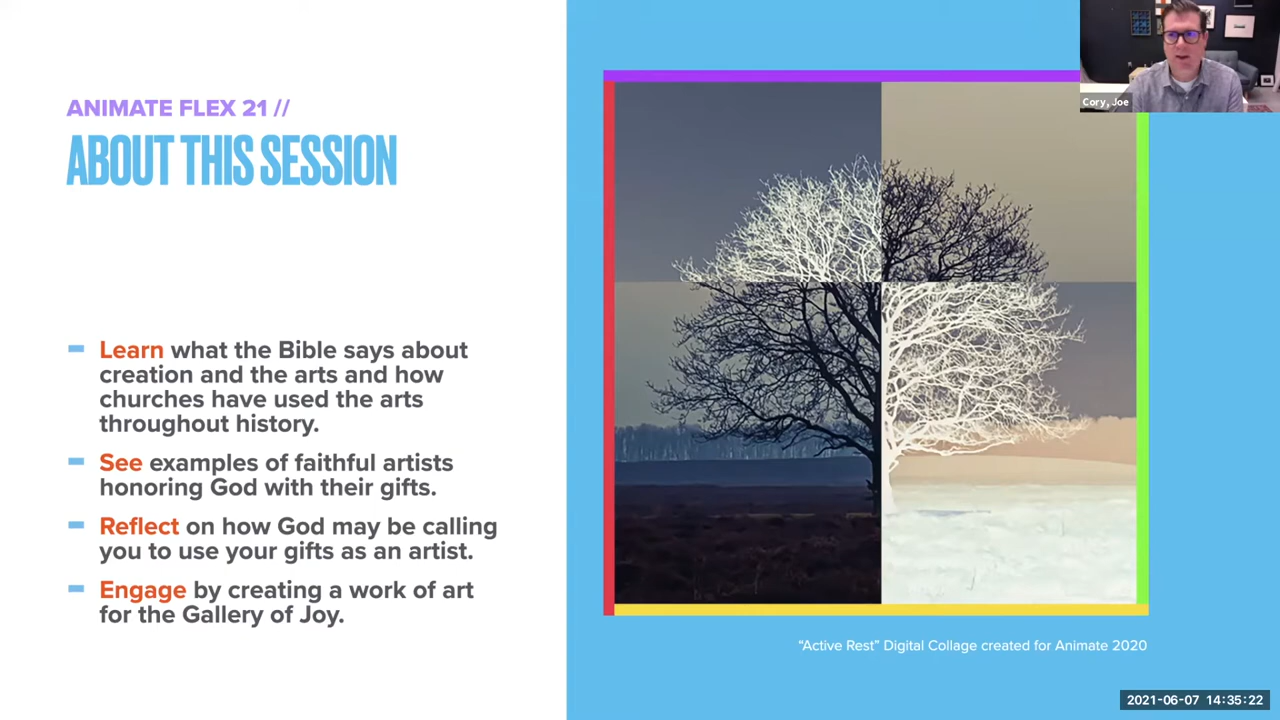 ANIMATE FLEX 21 //
ABOUT THIS SESSION
Learn what the Bible says about
creation and the arts and how
churches have used the arts
throughout history.
See examples of faithful artists
honoring God with their gifts.
Reflect on how God may be calling
you to use your gifts as an artist.
Engage by creating a work of art
for the Gallery of Joy.
Cory, Joe
“Active Rest” Digital Collage created for Animate 2020
2021-06-07 14:35:22